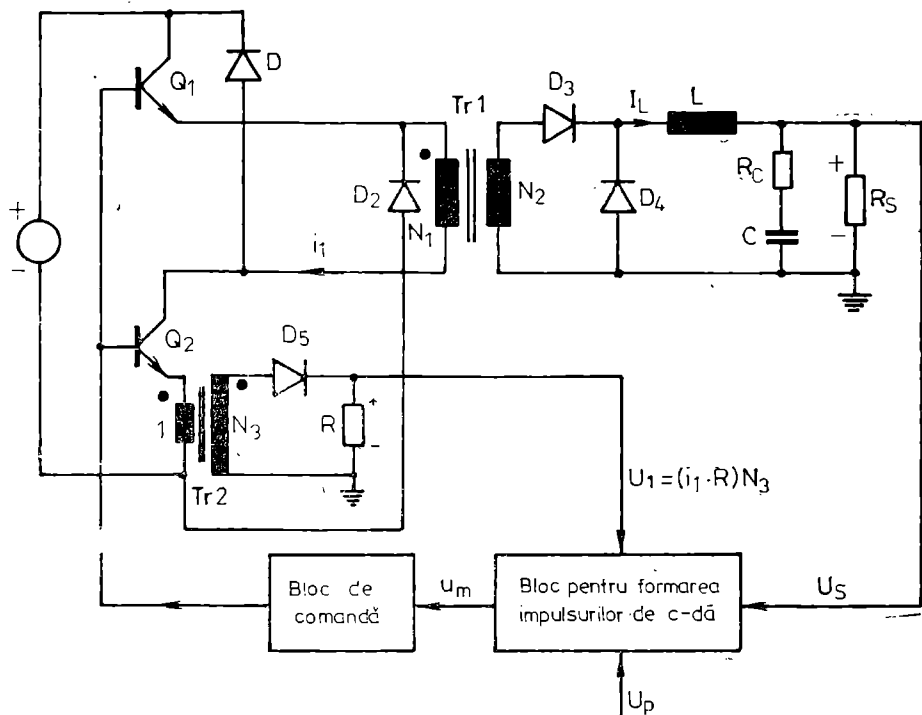 D
Q1
D3
IL
L
Tr1
+
D2
N1
N2
D4
RC
C
+
-
RS
+
-
i1
Q2
D5
1
N3
R
+
-
Tr2
U1=(i1·R)N3
Bloc de
comandă
um
Bloc pentru formarea
impulsurilor de c-dă
US
Up